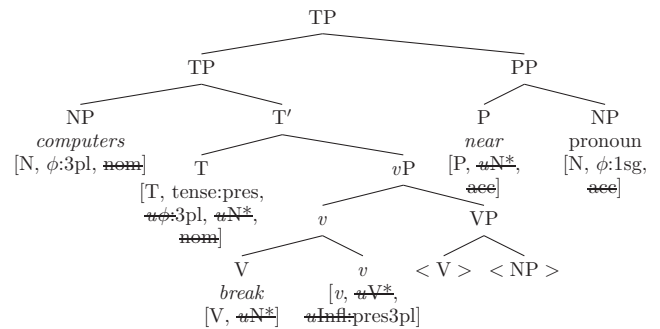 TP
TP PP
NP T′ P NP
computers near pronoun
[N, ϕ:3pl, nom] T vP [P, uN*, [N, ϕ:1sg,
[T, tense:pres, acc] acc]
uϕ:3pl, uN*, v VP
nom]
V v < V > < NP >
break [v, uV*,
[V, uN*] uInfl:pres3pl]